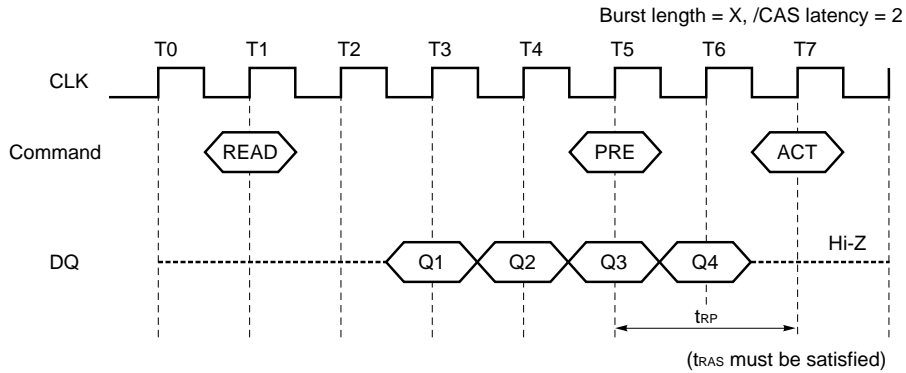 Burst length = X, /CAS latency = 2
T0 T1 T2 T3 T4 T5 T6 T7
CLK
Command READ PRE ACT
DQ Q1 Q2 Q3 Q4 Hi-Z
tRP
(tRAS must be satisfied)